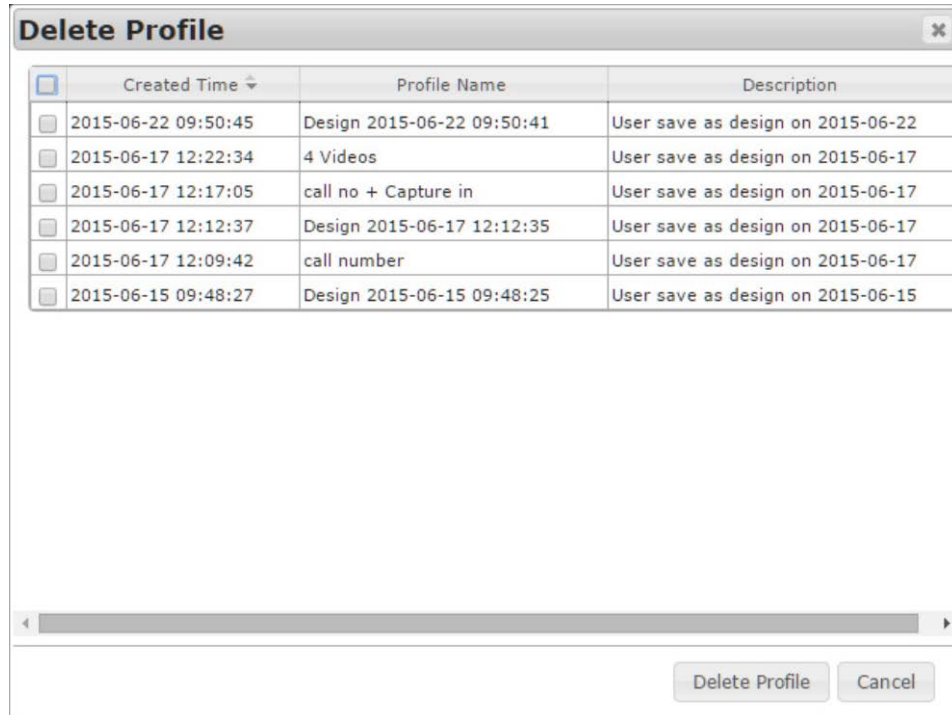 Delete Profile
Created Time Profile Name Description
2015-06-22 09:50:45 Design 2015-06-22 09:50:41 User save as design on 2015-06-22
2015-06-17 12:22:34 4 Videos User save as design on 2015-06-17
2015-06-17 12:17:05 call no + Capture in User save as design on 2015-06-17
2015-06-17 12:12:37 Design 2015-06-17 12:12:35 User save as design on 2015-06-17
2015-06-17 12:09:42 call number User save as design on 2015-06-17
2015-06-15 09:48:27 Design 2015-06-15 09:48:25 User save as design on 2015-06-15
Delete Profile Cancel